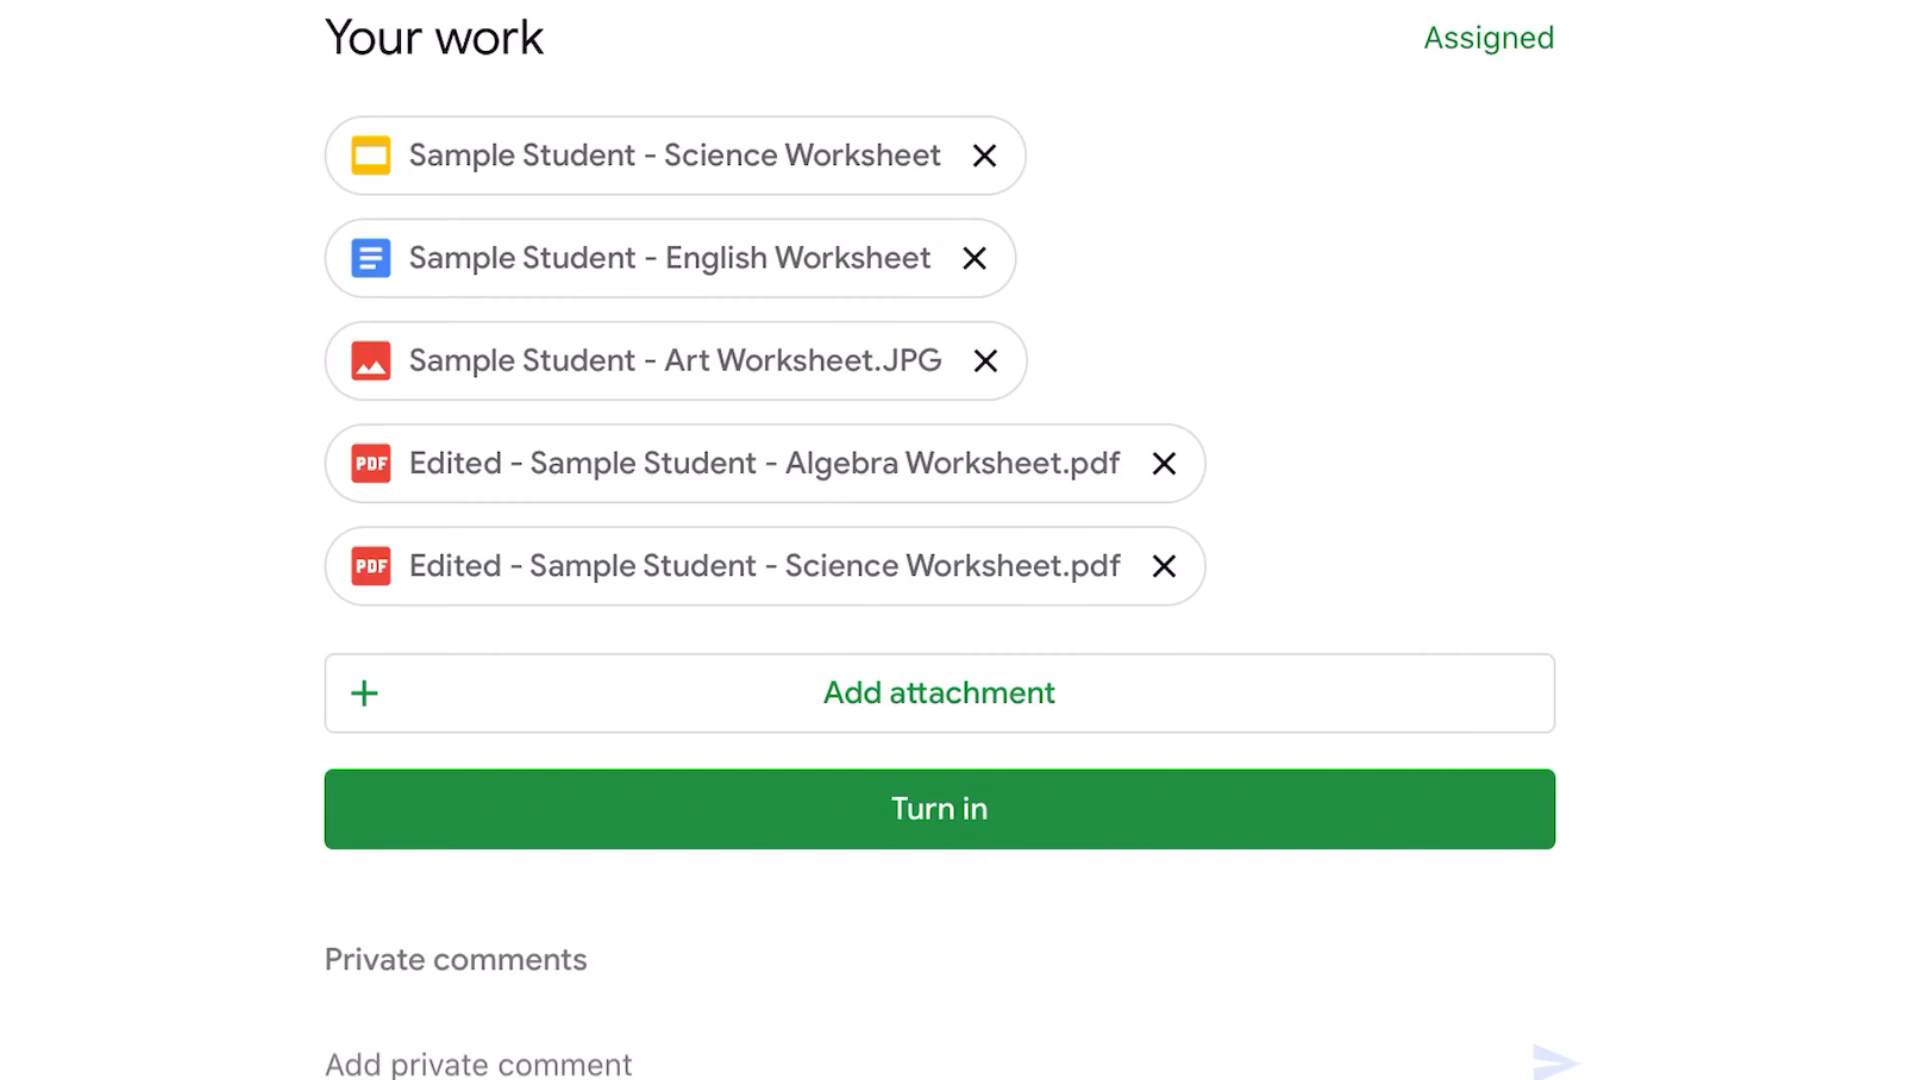 Your work
Assigned
Sample Student - Science Worksheet
Sample Student - English Worksheet
Sample Student - Art Worksheet.JPG
PDF Edited - Sample Student - Algebra Worksheet.pdf
PDF Edited - Sample Student - Science Worksheet.pdf
+ Add attachment
Turn in
Private comments
Add private comment